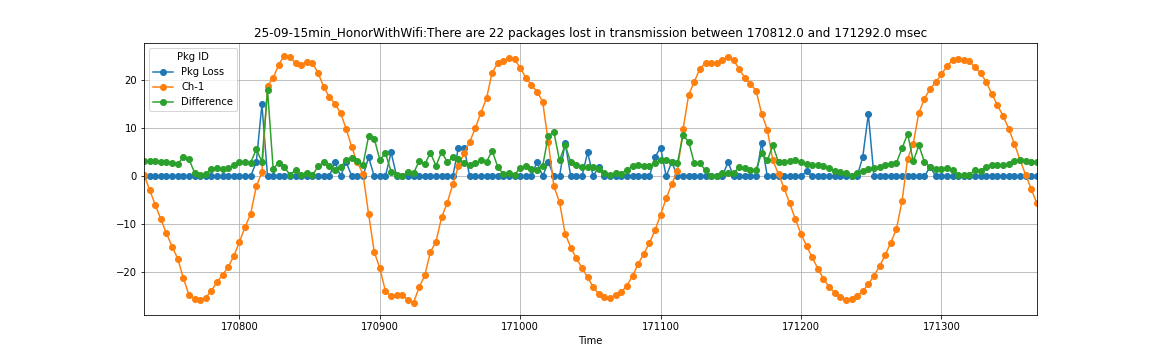 25-09-15min_HonorWithWifi:There are 22 packages lost in transmission between 170812.0 and 171292.0 msec
Pkg ID
Pkg Loss
Ch-1
Difference
20
10
0
−10
−20
170800 170900 171000 171100 171200 171300
Time